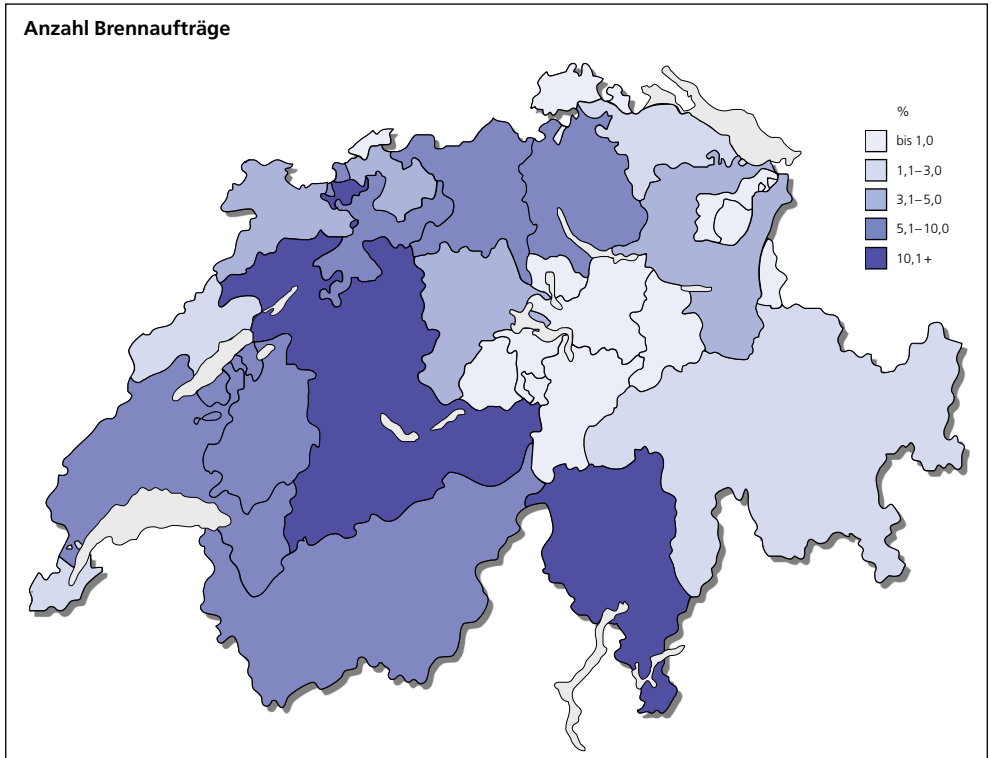 Anzahl Brennaufträge
%
bis 1,0
1,1–3,0
3,1–5,0
5,1–10,0
10,1+